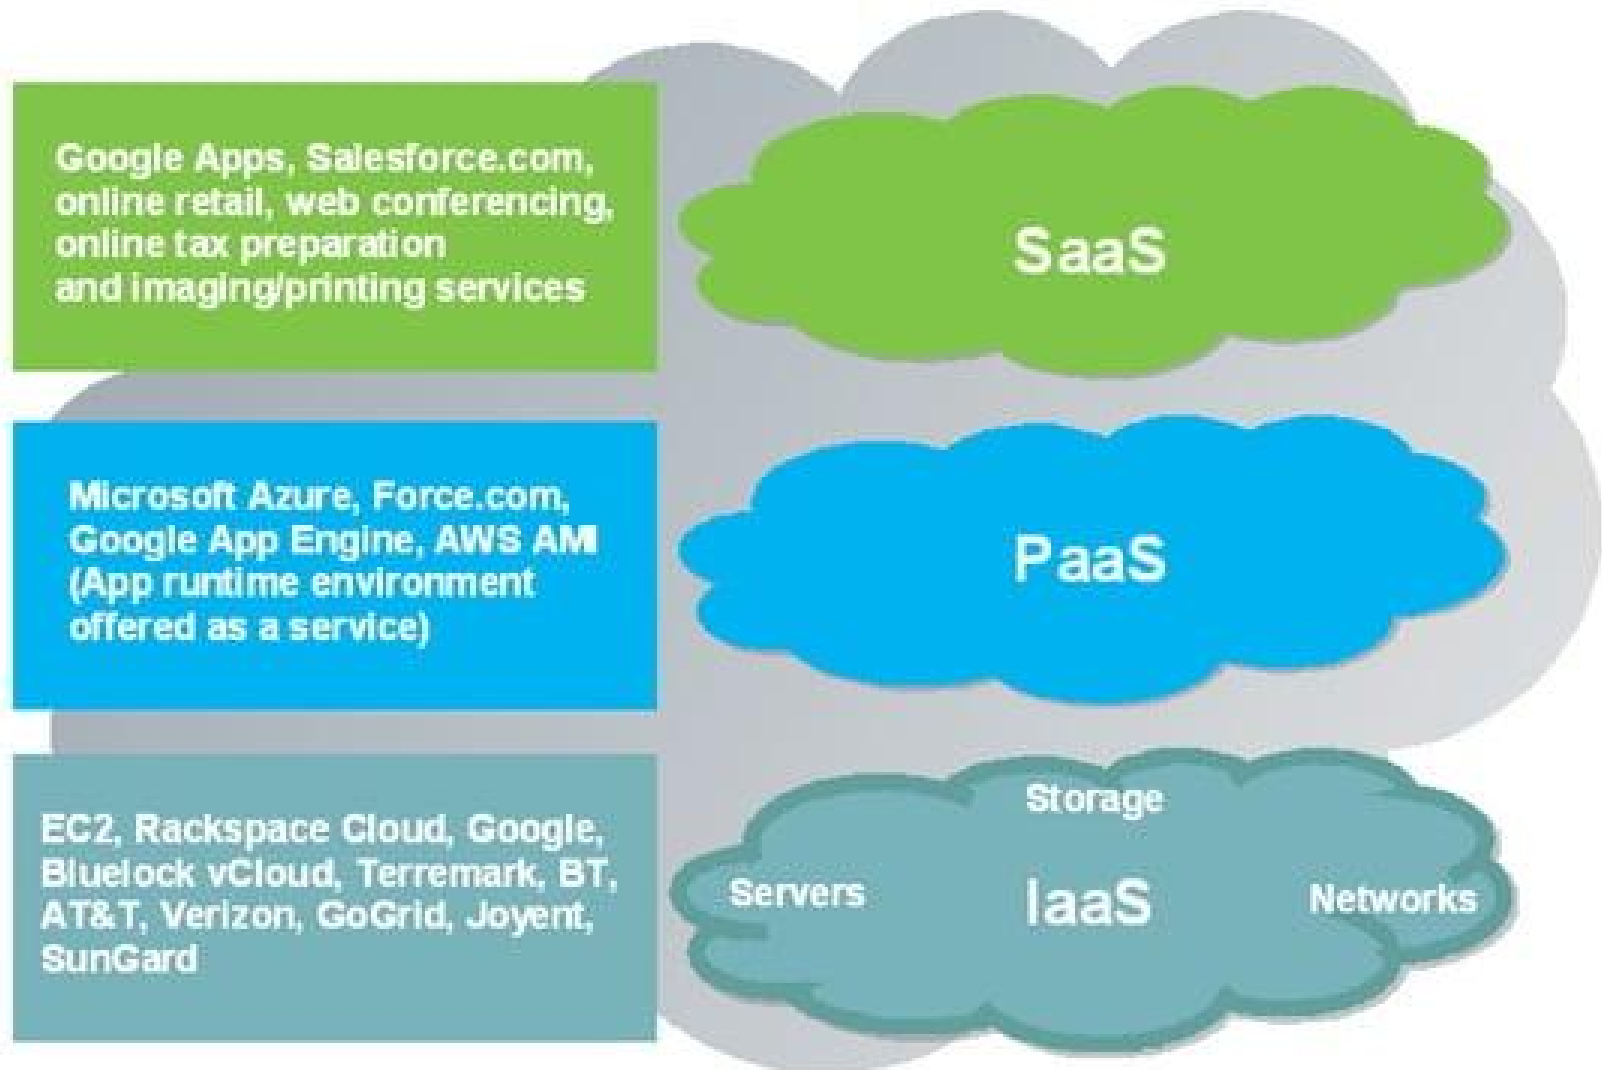 Google Apps, Salesforce.com,
online retail, web conferencing,
online tax preparation
and imaging/printing services
SaaS
Microsoft Azure, Force.com,
Google App Engine, AWS AMI
(App runtime environment
offered as a service)
PaaS
EC2, Rackspace Cloud, Google,
Bluelock vCloud, Terremark, BT,
AT&T, Verizon, GoGrid, Joyent,
SunGard
Storage
Servers
IaaS
Networks